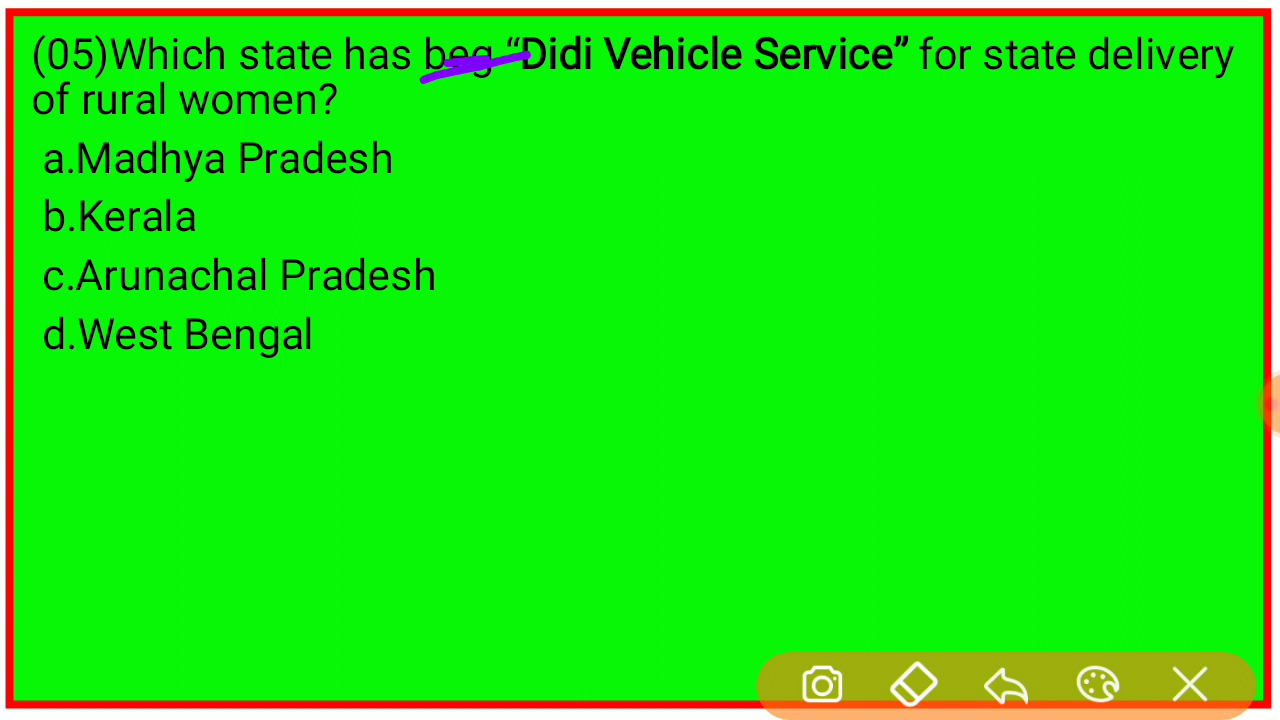 (05)Which state has beg “Didi Vehicle Service” for state delivery
of rural women?
a.Madhya Pradesh
b.Kerala
c.Arunachal Pradesh
d.West Bengal